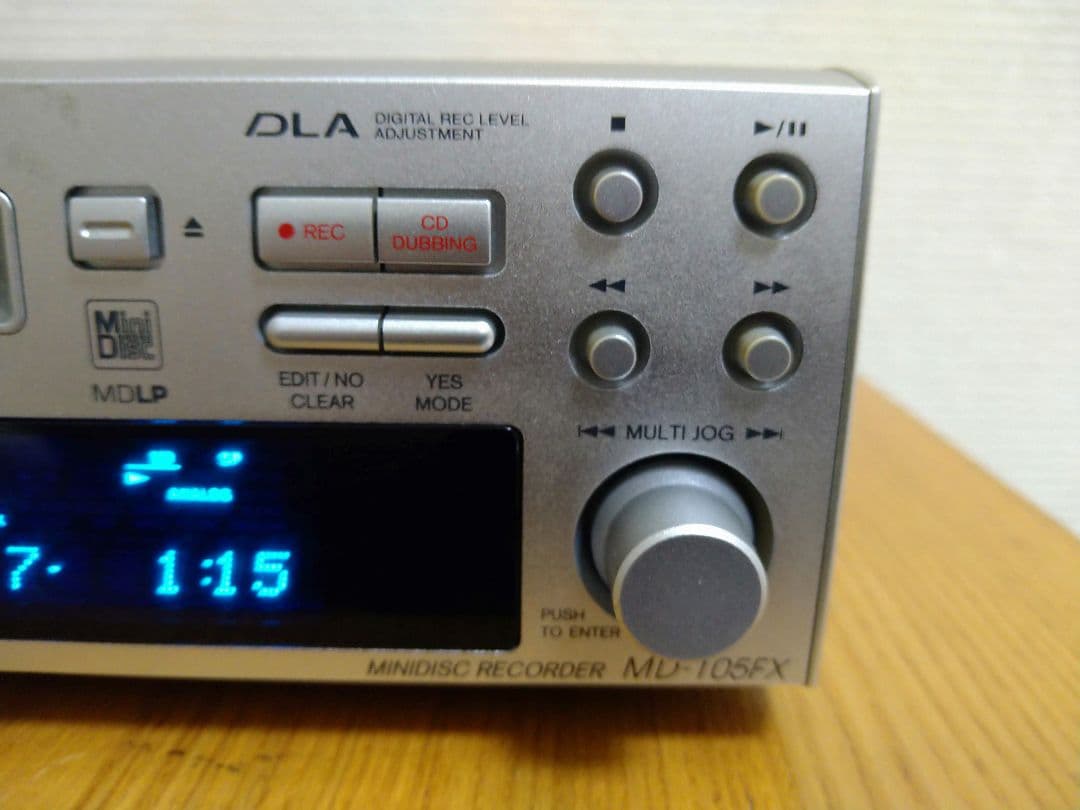 DLA DIGITAL REC LEVEL
ADJUSTMENT
REC
CD
DUBBING
Mini
Disc
MDLP
EDIT / NO
CLEAR
YES
MODE
MULTI JOG
ANALOG
7
1:15
PUSH
TO ENTER
MINIDISC RECORDER MD-105FX